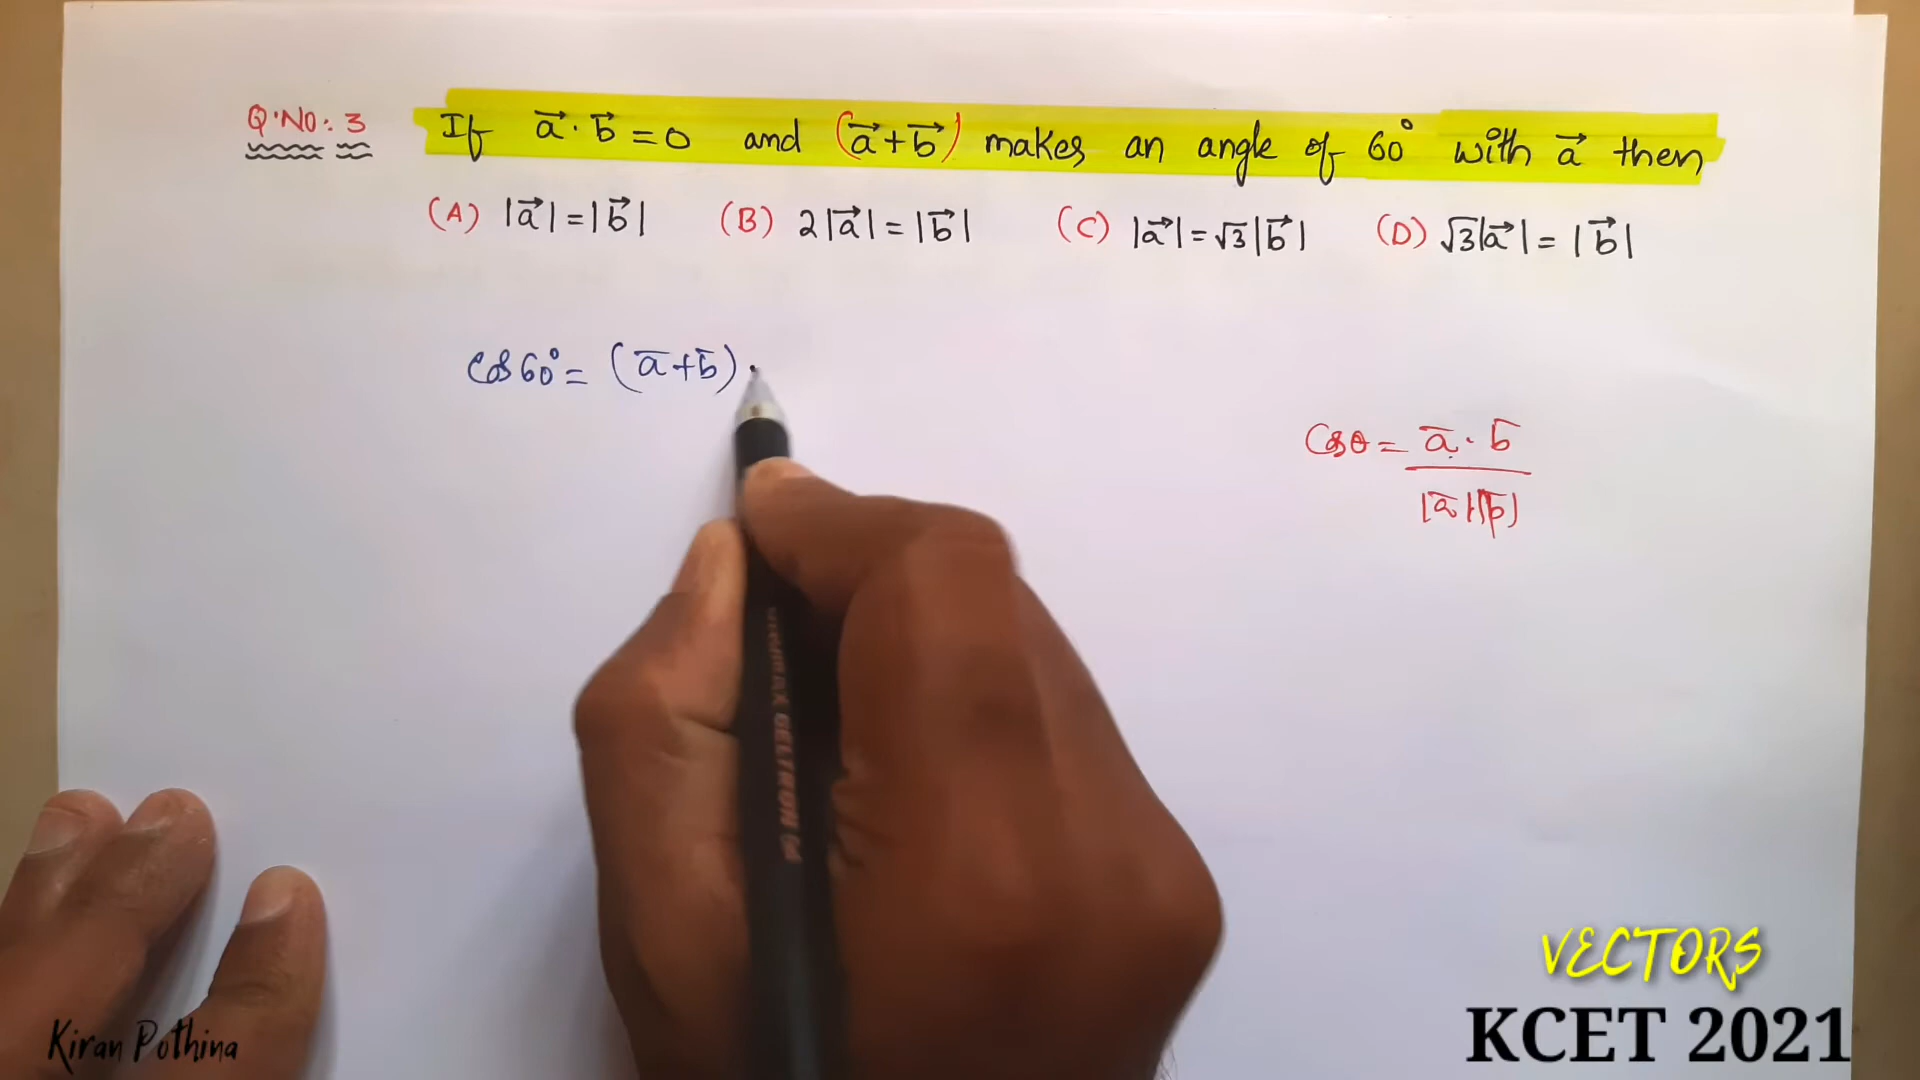 Q.NO: 3 If a⃗ · b⃗ = 0 and (a⃗ + b⃗) makes an angle of 60° with a⃗ then
(A) |a⃗| = |b⃗| (B) 2|a⃗| = |b⃗| (C) |a⃗| = √3|b⃗| (D) √3|a⃗| = |b⃗|
Cos 60° = (a̅ + b̅) ·
Cosθ = a̅ · b̅
|a̅||b̅|
VECTORS
KCET 2021
Kiran Pothina